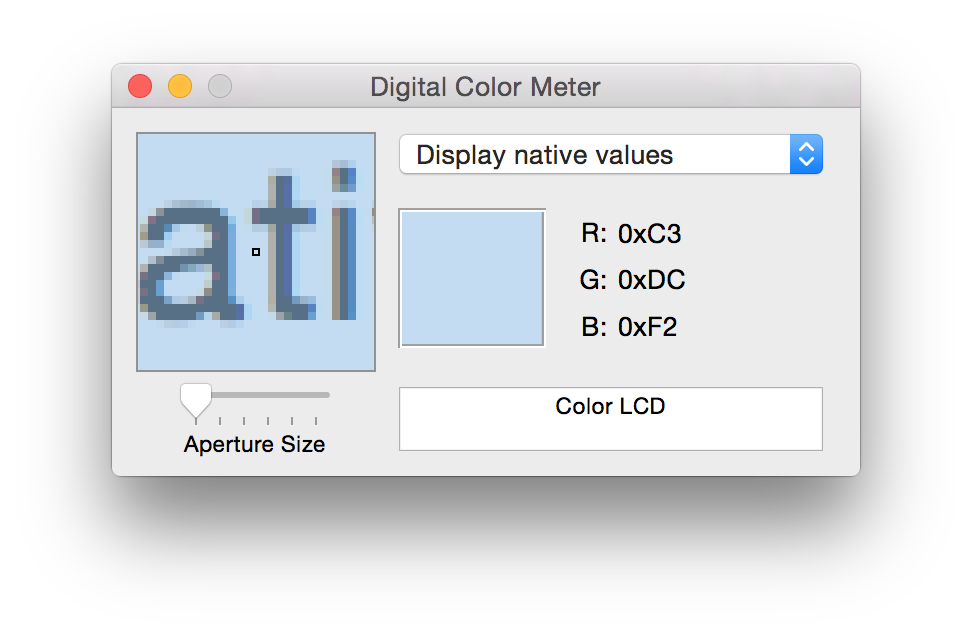 Digital Color Meter
ati
Display native values
R: 0xC3
G: 0xDC
B: 0xF2
Aperture Size
Color LCD